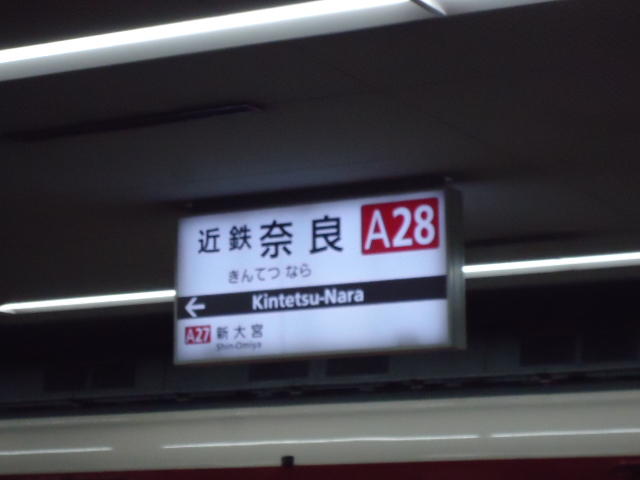 近鉄奈良 A28
きんてつ なら
← Kintetsu-Nara
A27 新大宮
Shin-Omiya